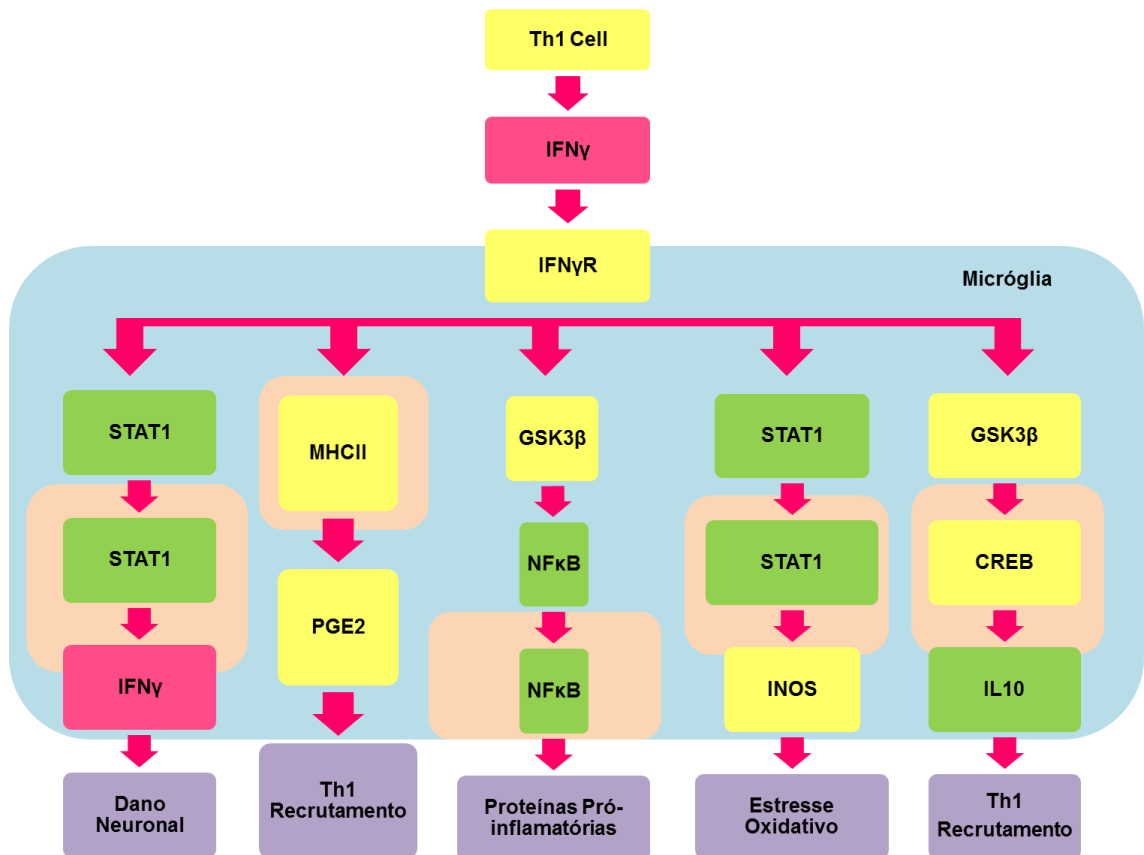 Th1 Cell
IFNγ
IFNγR
Micróglia
STAT1
MHCII
GSK3β
STAT1
GSK3β
STAT1
NFκB
STAT1
CREB
PGE2
IFNγ
NFκB
INOS
IL10
Dano
Neuronal
Th1
Recrutamento
Proteínas Pró-
inflamatórias
Estresse
Oxidativo
Th1
Recrutamento